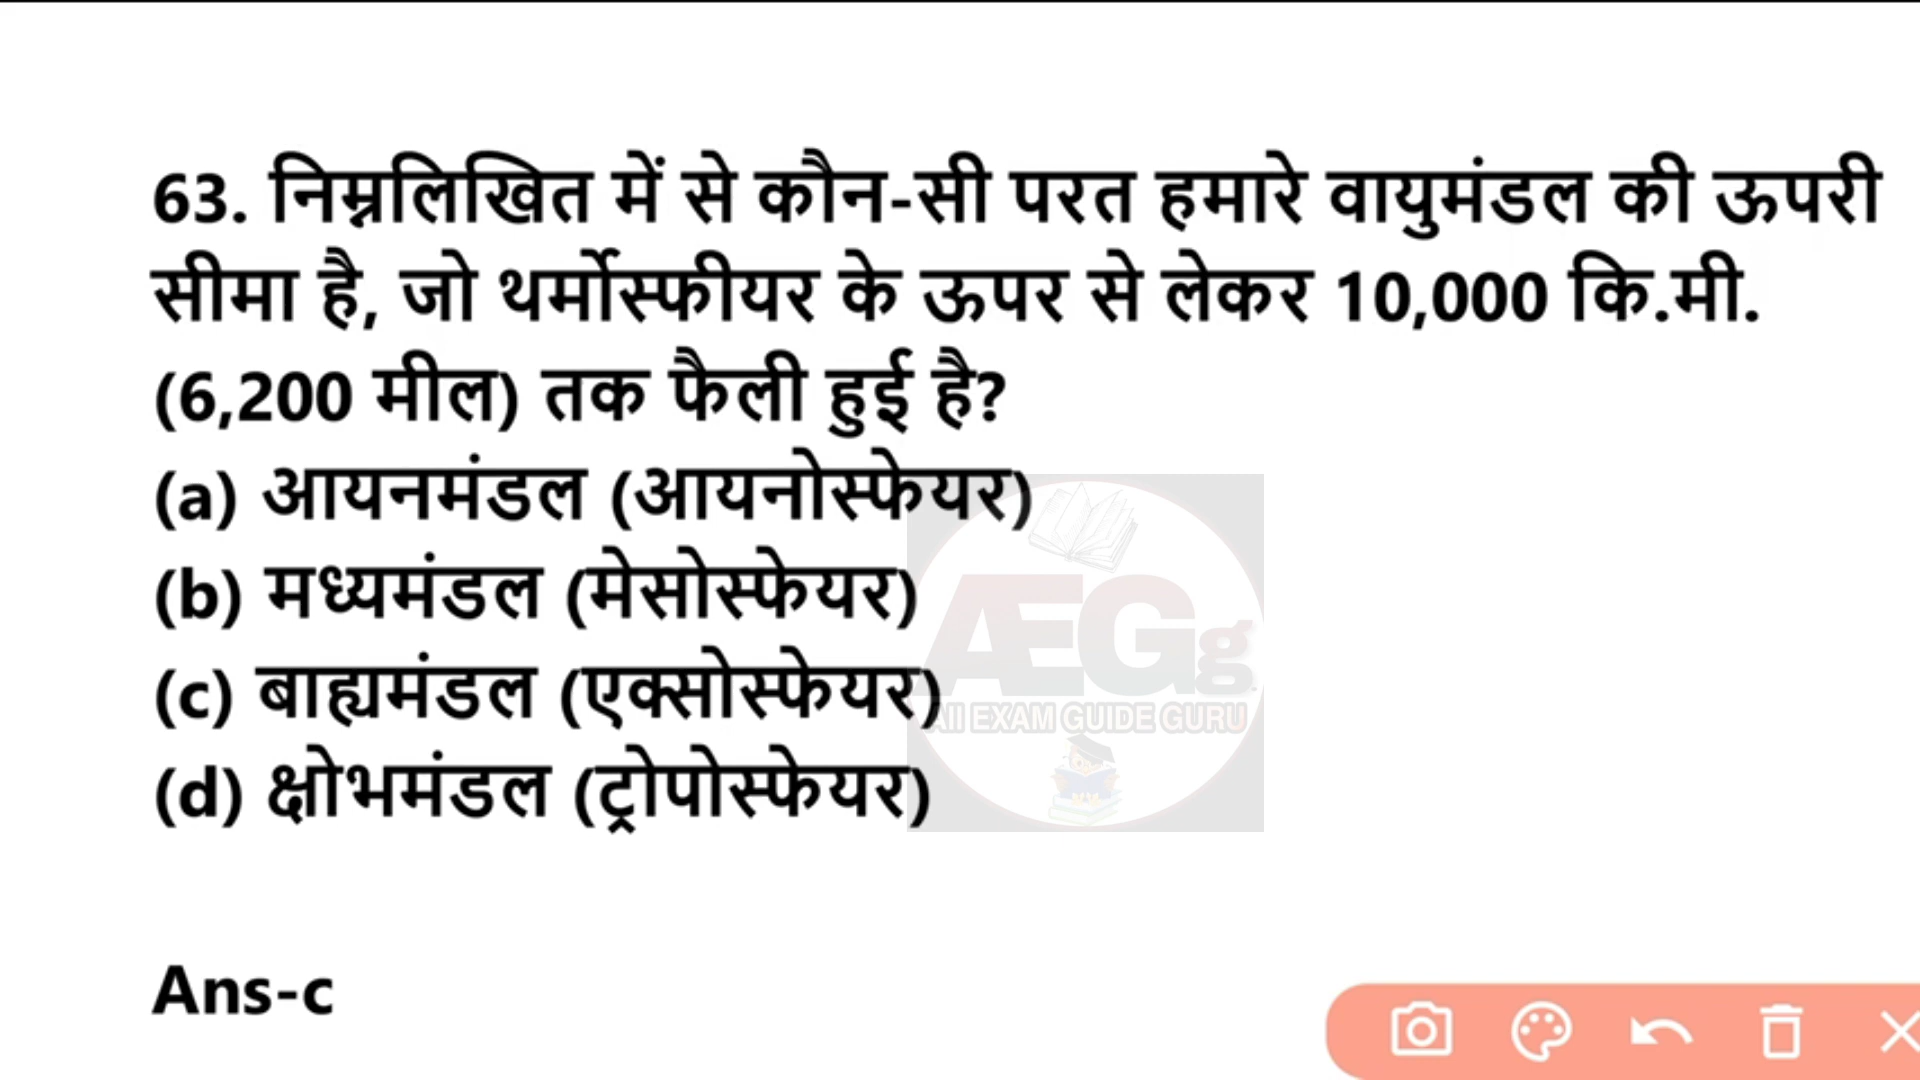 63. निम्नलिखित में से कौन-सी परत हमारे वायुमंडल की ऊपरी
सीमा है, जो थर्मोस्फीयर के ऊपर से लेकर 10,000 कि.मी.
(6,200 मील) तक फैली हुई है?
(a) आयनमंडल (आयनोस्फेयर)
(b) मध्यमंडल (मेसोस्फेयर)
(c) बाह्यमंडल (एक्सोस्फेयर)
(d) क्षोभमंडल (ट्रोपोस्फेयर)
ÆGg
All EXAM GUIDE GURU
Ans-c